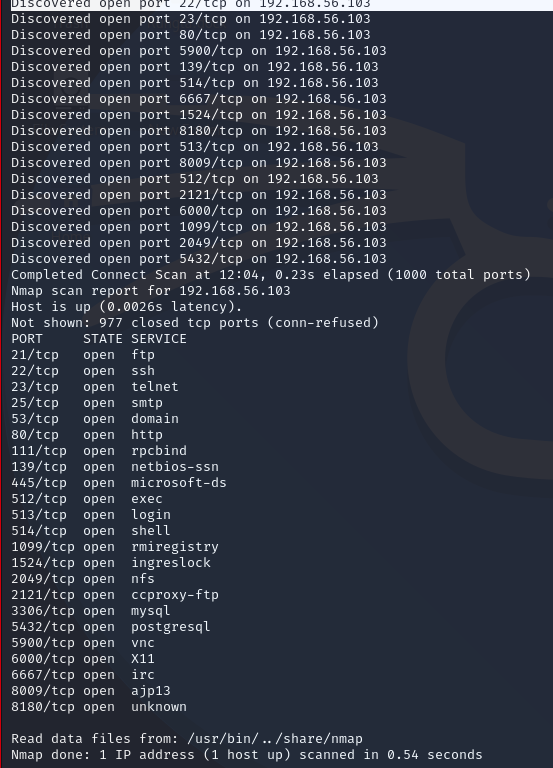 Discovered open port 22/tcp on 192.168.56.103
Discovered open port 23/tcp on 192.168.56.103
Discovered open port 80/tcp on 192.168.56.103
Discovered open port 5900/tcp on 192.168.56.103
Discovered open port 139/tcp on 192.168.56.103
Discovered open port 514/tcp on 192.168.56.103
Discovered open port 6667/tcp on 192.168.56.103
Discovered open port 1524/tcp on 192.168.56.103
Discovered open port 8180/tcp on 192.168.56.103
Discovered open port 513/tcp on 192.168.56.103
Discovered open port 8009/tcp on 192.168.56.103
Discovered open port 512/tcp on 192.168.56.103
Discovered open port 2121/tcp on 192.168.56.103
Discovered open port 6000/tcp on 192.168.56.103
Discovered open port 1099/tcp on 192.168.56.103
Discovered open port 2049/tcp on 192.168.56.103
Discovered open port 5432/tcp on 192.168.56.103
Completed Connect Scan at 12:04, 0.23s elapsed (1000 total ports)
Nmap scan report for 192.168.56.103
Host is up (0.0026s latency).
Not shown: 977 closed tcp ports (conn-refused)
PORT     STATE SERVICE
21/tcp   open  ftp
22/tcp   open  ssh
23/tcp   open  telnet
25/tcp   open  smtp
53/tcp   open  domain
80/tcp   open  http
111/tcp  open  rpcbind
139/tcp  open  netbios-ssn
445/tcp  open  microsoft-ds
512/tcp  open  exec
513/tcp  open  login
514/tcp  open  shell
1099/tcp open  rmiregistry
1524/tcp open  ingreslock
2049/tcp open  nfs
2121/tcp open  ccproxy-ftp
3306/tcp open  mysql
5432/tcp open  postgresql
5900/tcp open  vnc
6000/tcp open  X11
6667/tcp open  irc
8009/tcp open  ajp13
8180/tcp open  unknown

Read data files from: /usr/bin/../share/nmap
Nmap done: 1 IP address (1 host up) scanned in 0.54 seconds